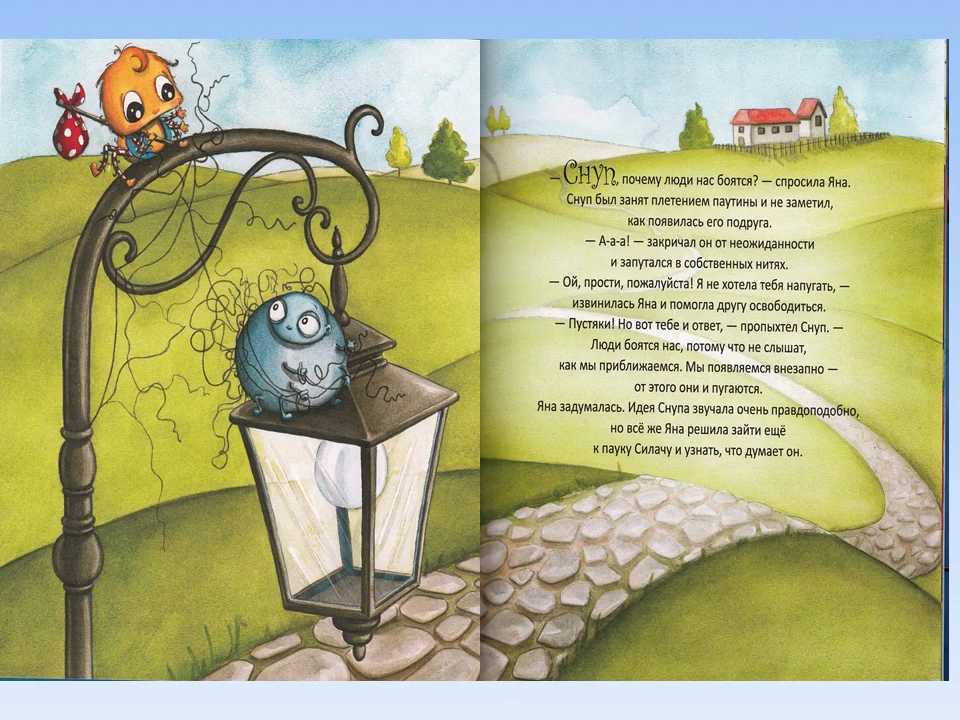 – Снуп, почему люди нас боятся? — спросила Яна.
Снуп был занят плетением паутины и не заметил,
как появилась его подруга.
— А-а-а! — закричал он от неожиданности
и запутался в собственных нитях.
— Ой, прости, пожалуйста! Я не хотела тебя напугать, —
извинилась Яна и помогла другу освободиться.
— Пустяки! Но вот тебе и ответ, — пропыхтел Снуп. —
Люди боятся нас, потому что не слышат,
как мы приближаемся. Мы появляемся внезапно —
от этого они и пугаются.
Яна задумалась. Идея Снупа звучала очень правдоподобно,
но всё же Яна решила зайти ещё
к пауку Силачу и узнать, что думает он.